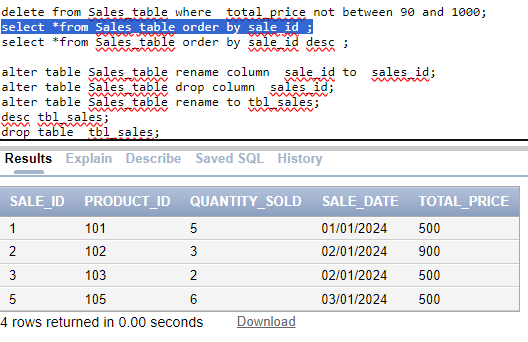 delete from Sales_table where  total_price not between 90 and 1000;
select *from Sales_table order by sale_id ;
select *from Sales_table order by sale_id desc ;
alter table Sales_table rename column  sale_id to  sales_id;
alter table Sales_table drop column  sales_id;
alter table Sales_table rename to tbl_sales;
desc tbl_sales;
drop table  tbl_sales;
Results Explain Describe Saved SQL History
SALE_ID PRODUCT_ID QUANTITY_SOLD SALE_DATE TOTAL_PRICE
1 101 5 01/01/2024 500
2 102 3 02/01/2024 900
3 103 2 02/01/2024 500
5 105 6 03/01/2024 500
4 rows returned in 0.00 seconds Download